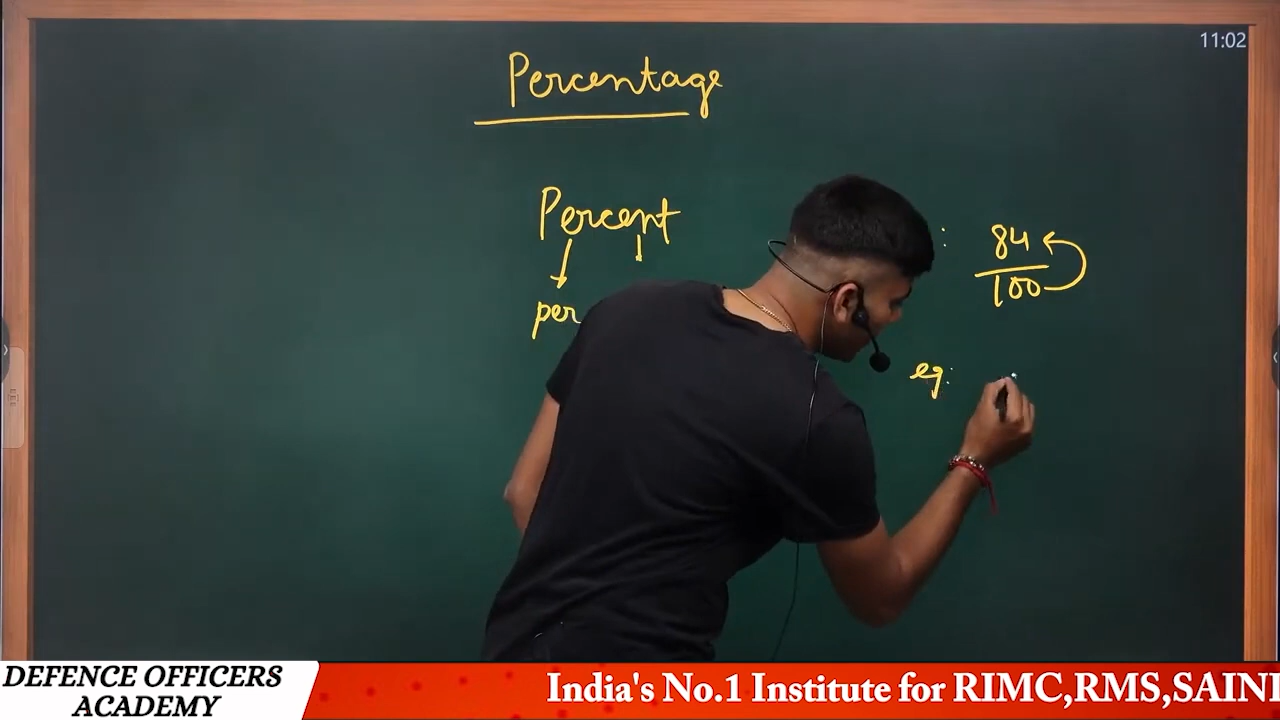 11:02
Percentage
Percent
:
84
100
per
eg:
DEFENCE OFFICERS
ACADEMY
India's No.1 Institute for RIMC,RMS,SAINI